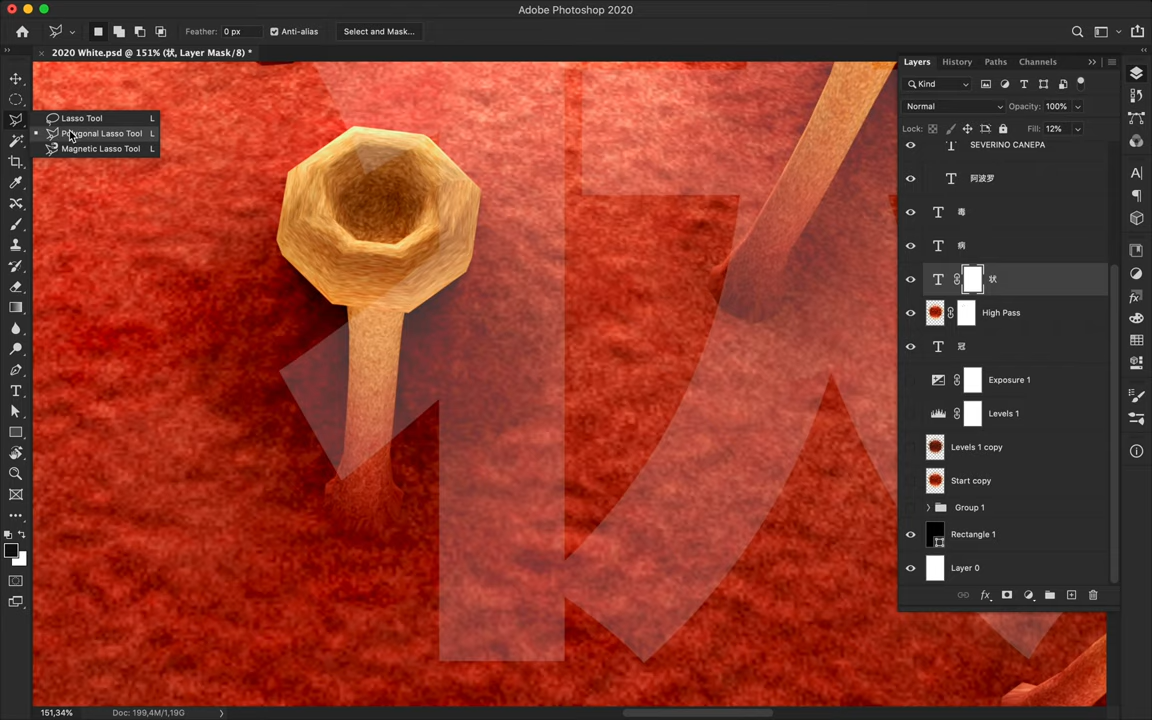 Adobe Photoshop 2020
Feather: 0 px Anti-alias Select and Mask...
2020 White.psd @ 151% (状, Layer Mask/8) *
Lasso Tool L
Polygonal Lasso Tool L
Magnetic Lasso Tool L
Layers History Paths Channels
Kind
Normal Opacity: 100%
Lock: Fill: 12%
SEVERINO CANEPA
阿波罗
毒
病
状
High Pass
冠
Exposure 1
Levels 1
Levels 1 copy
Start copy
Group 1
Rectangle 1
Layer 0
151,34% Doc: 199,4M/1,19G